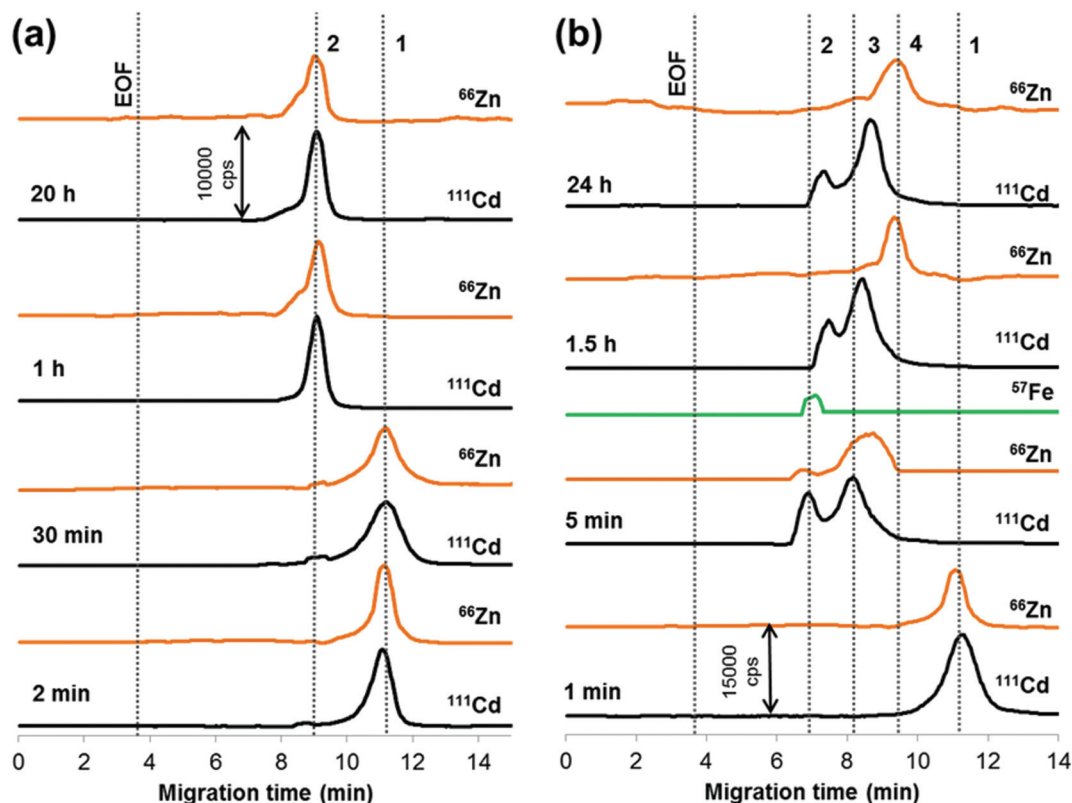 (a)
EOF
2 1
⁶⁶Zn
10000
cps
20 h
¹¹¹Cd
⁶⁶Zn
1 h
¹¹¹Cd
⁶⁶Zn
30 min
¹¹¹Cd
⁶⁶Zn
2 min
¹¹¹Cd
0 2 4 6 8 10 12 14
Migration time (min)
(b)
EOF
2 3 4 1
⁶⁶Zn
24 h
¹¹¹Cd
⁶⁶Zn
1.5 h
¹¹¹Cd
⁵⁷Fe
⁶⁶Zn
5 min
¹¹¹Cd
⁶⁶Zn
15000
cps
1 min
¹¹¹Cd
0 2 4 6 8 10 12 14
Migration time (min)